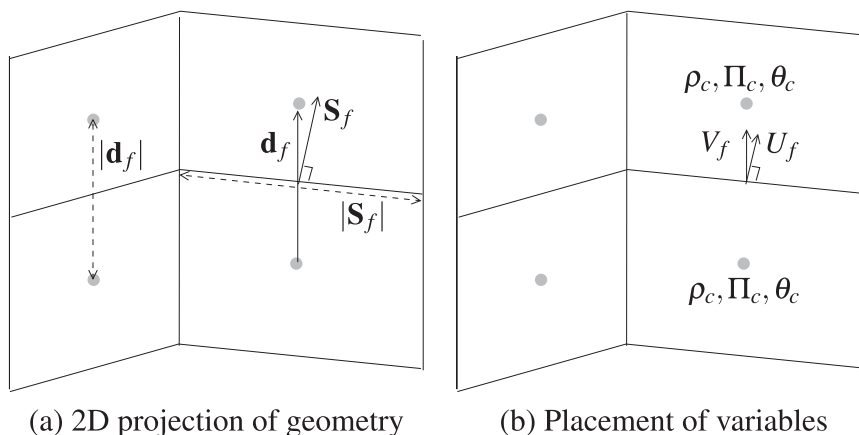 |𝐝_f|
𝐝_f
𝐒_f
|𝐒_f|
(a) 2D projection of geometry
ρ_c, Π_c, θ_c
V_f
U_f
ρ_c, Π_c, θ_c
(b) Placement of variables